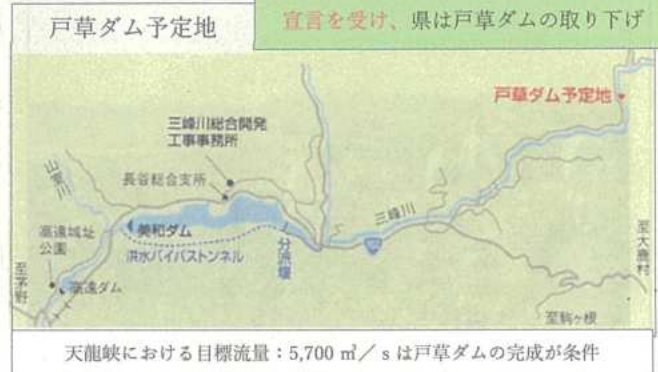 戸草ダム予定地
宣言を受け、県は戸草ダムの取り下げ
戸草ダム予定地
三峰川総合開発
工事事務所
長谷総合支所
山室川
三峰川
高遠城址
公園
美和ダム
分派堰
洪水バイパストンネル
至大鹿村
至茅野
高遠ダム
至駒ヶ根
天龍峡における目標流量：5,700 ㎥／s は戸草ダムの完成が条件